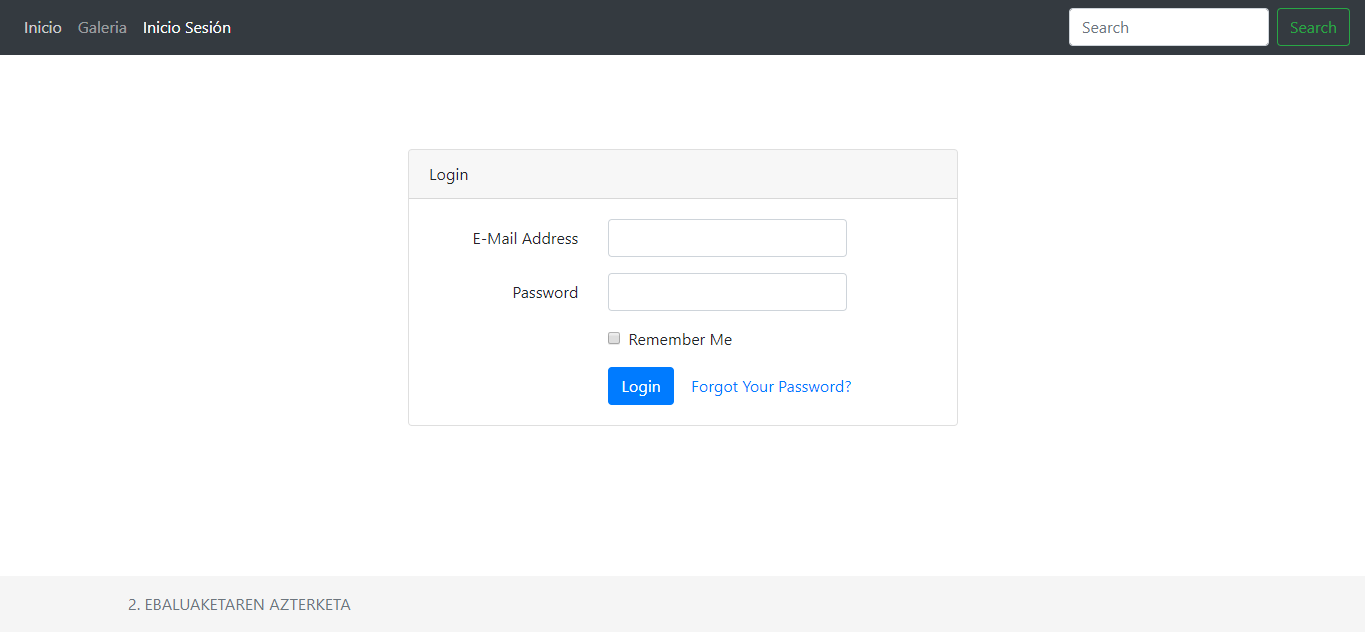 Inicio Galeria Inicio Sesión Search Search
Login
E-Mail Address
Password
Remember Me
Login Forgot Your Password?
2. EBALUAKETAREN AZTERKETA